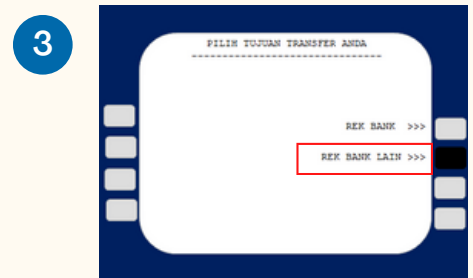 3
PILIH TUJUAN TRANSFER ANDA
--------------------------------
REK BANK >>>
REK BANK LAIN >>>